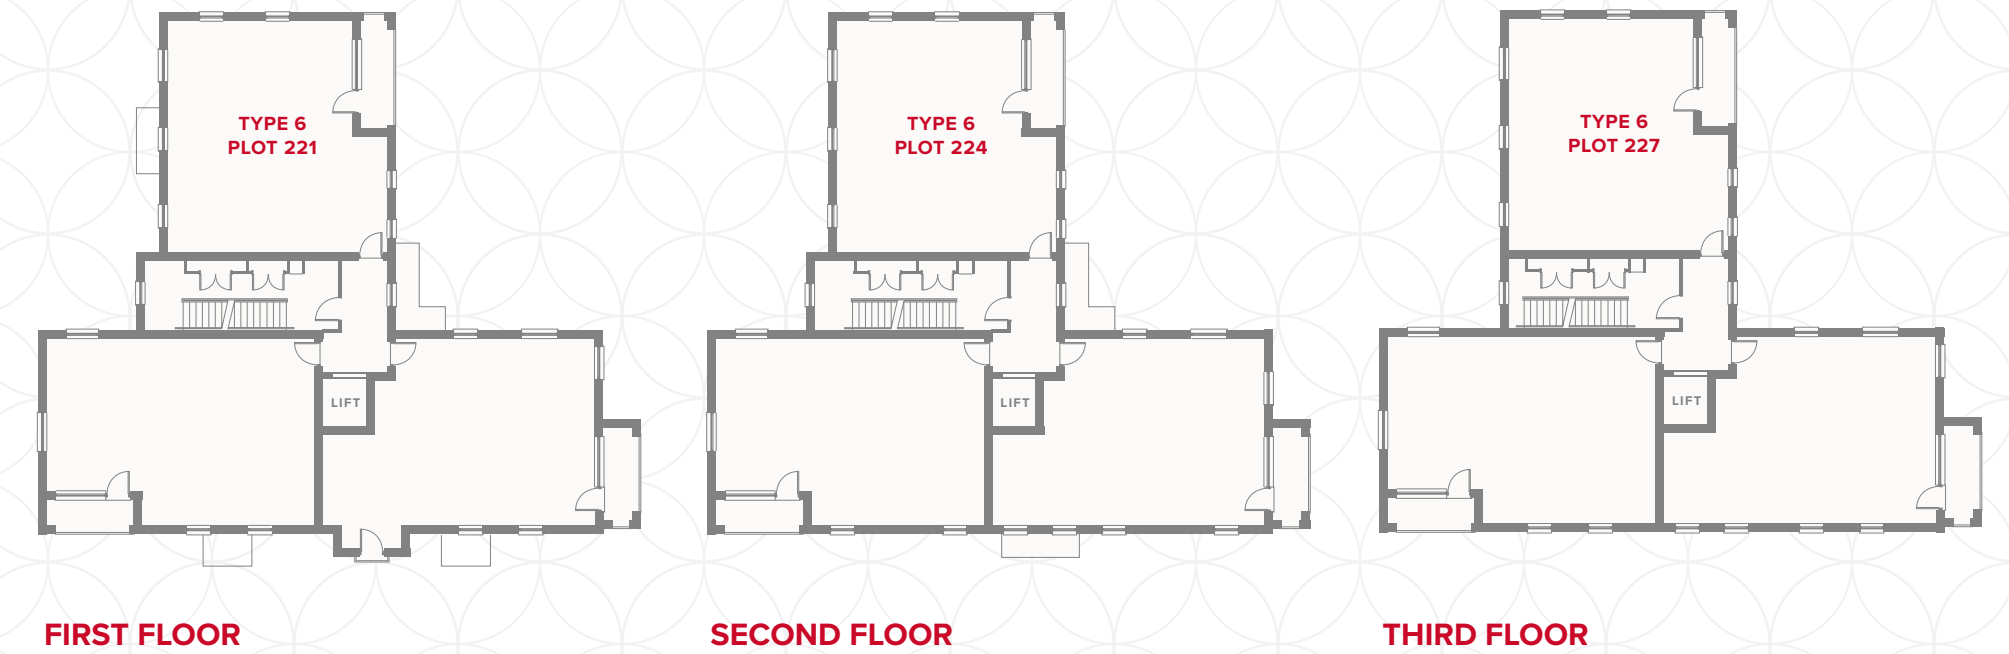 TYPE 6
PLOT 221
LIFT
FIRST FLOOR
TYPE 6
PLOT 224
LIFT
SECOND FLOOR
TYPE 6
PLOT 227
LIFT
THIRD FLOOR